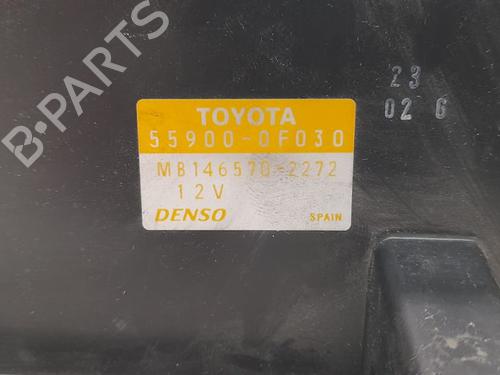 B-PARTS
23
02 6
TOYOTA
55900-0F030
MB146570-2272
12V
DENSO
SPAIN